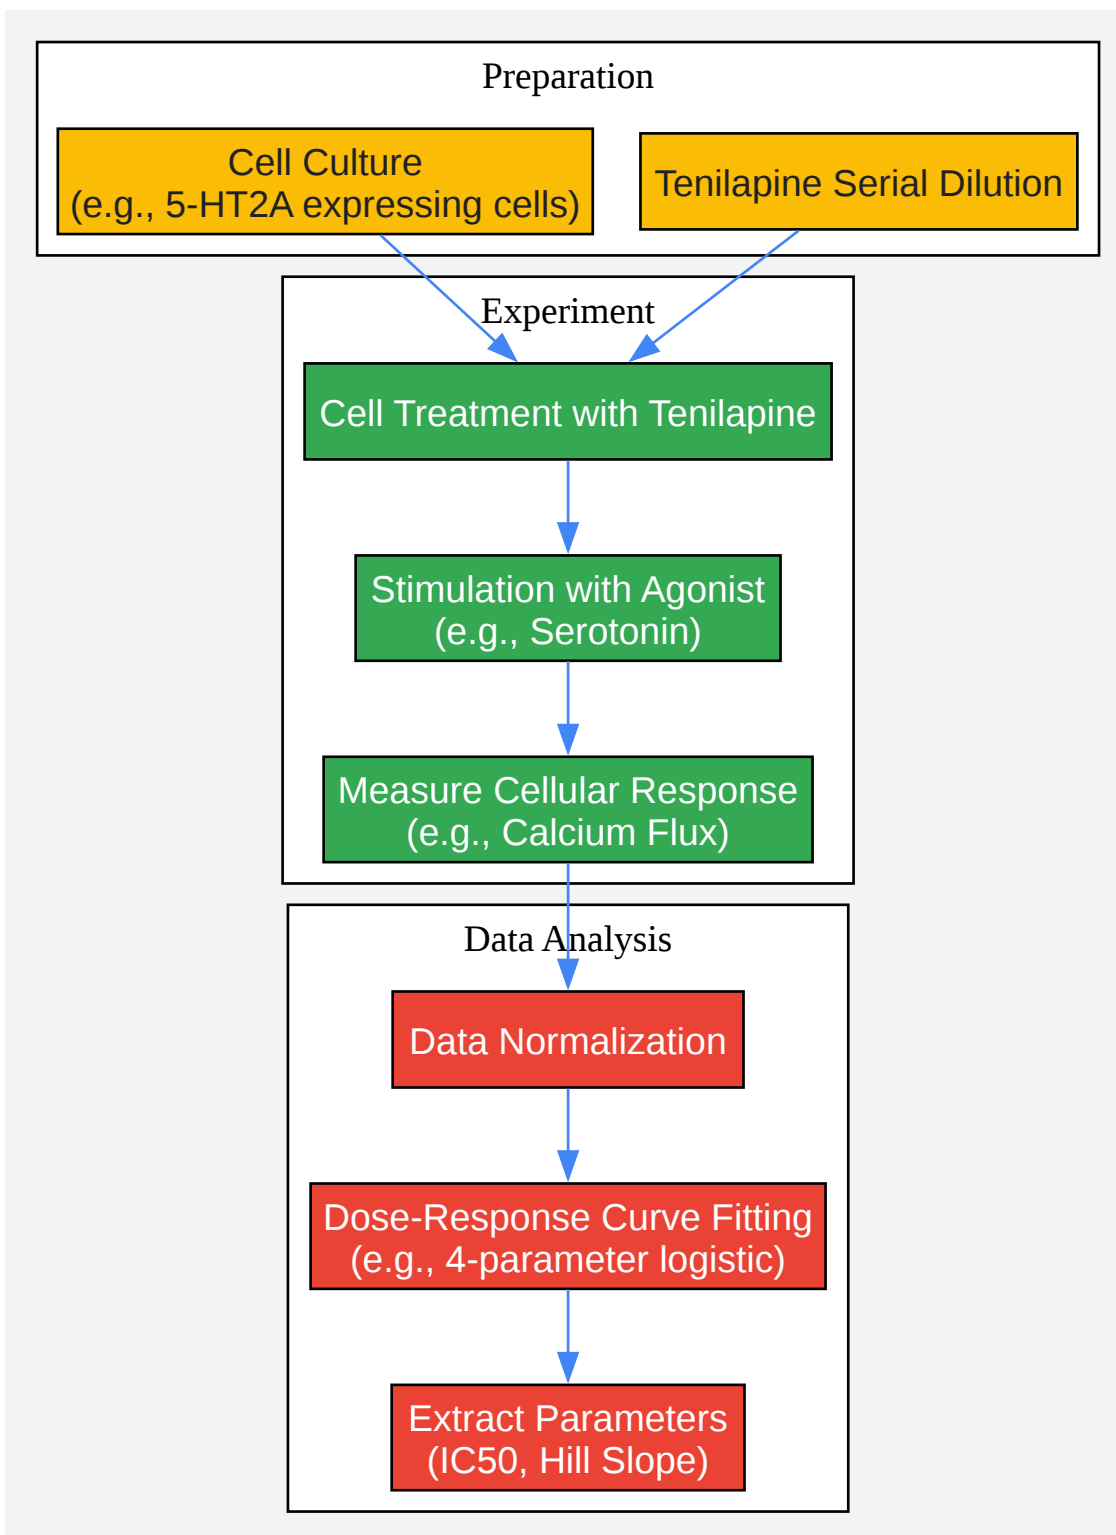 Preparation
Cell Culture
(e.g., 5-HT2A expressing cells)
Tenilapine Serial Dilution
Experiment
Cell Treatment with Tenilapine
Stimulation with Agonist
(e.g., Serotonin)
Measure Cellular Response
(e.g., Calcium Flux)
Data Analysis
Data Normalization
Dose-Response Curve Fitting
(e.g., 4-parameter logistic)
Extract Parameters
(IC50, Hill Slope)